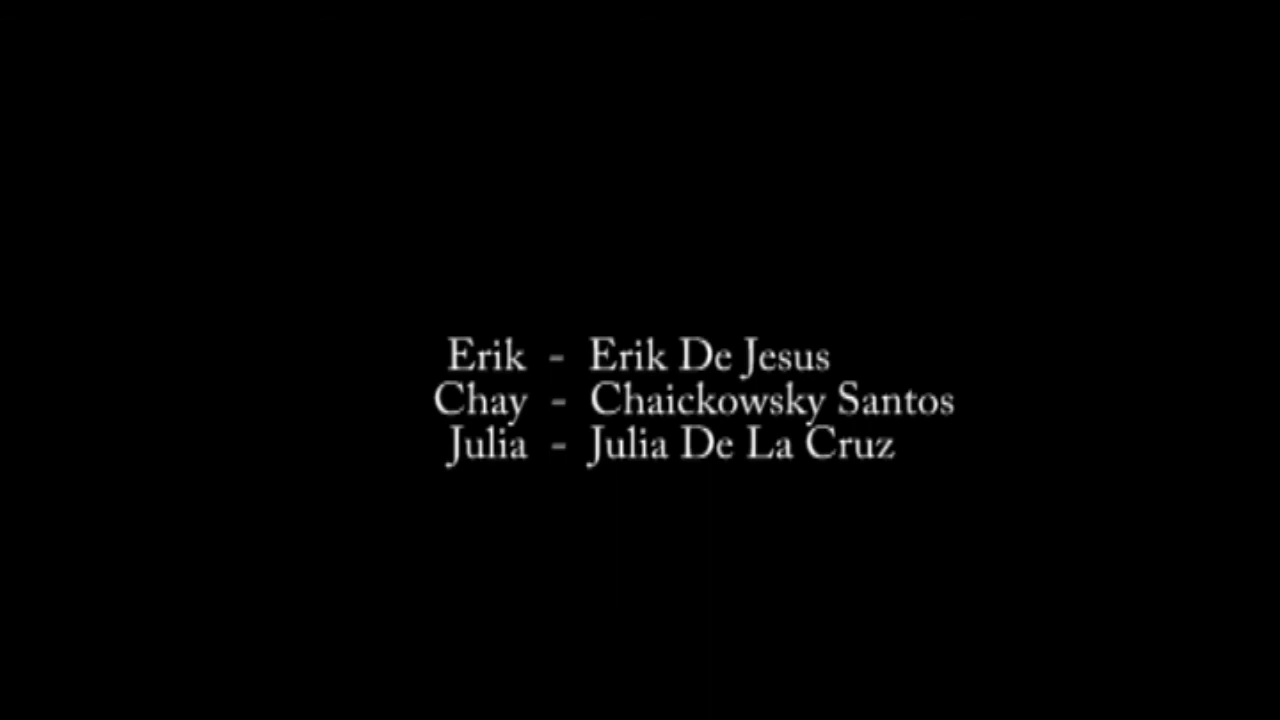 Erik - Erik De Jesus
Chay - Chaickowsky Santos
Julia - Julia De La Cruz